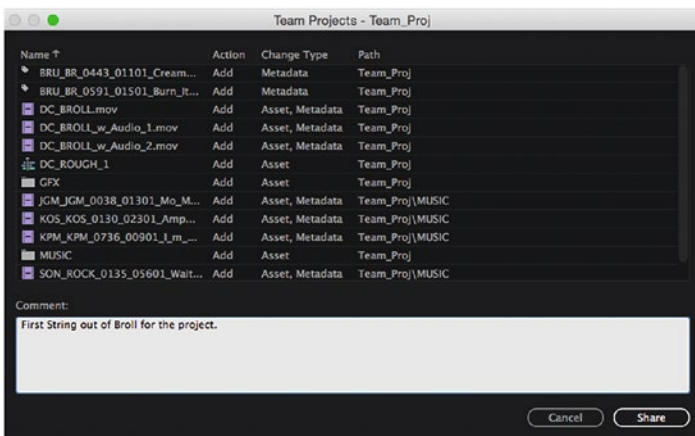 Team Projects - Team_Proj
Name ↑ Action Change Type Path
BRU_BR_0443_01101_Cream... Add Metadata Team_Proj
BRU_BR_0591_01501_Burn_It... Add Metadata Team_Proj
DC_BROLL.mov Add Asset, Metadata Team_Proj
DC_BROLL_w_Audio_1.mov Add Asset, Metadata Team_Proj
DC_BROLL_w_Audio_2.mov Add Asset, Metadata Team_Proj
DC_ROUGH_1 Add Asset Team_Proj
GFX Add Asset Team_Proj
JGM_JGM_0038_01301_Mo_M... Add Asset, Metadata Team_Proj\MUSIC
KOS_KOS_0130_02301_Amp... Add Asset, Metadata Team_Proj\MUSIC
KPM_KPM_0736_00901_I_m_... Add Asset, Metadata Team_Proj\MUSIC
MUSIC Add Asset Team_Proj
SON_ROCK_0135_05601_Wait... Add Asset, Metadata Team_Proj\MUSIC
Comment:
First String out of Broll for the project.
Cancel Share